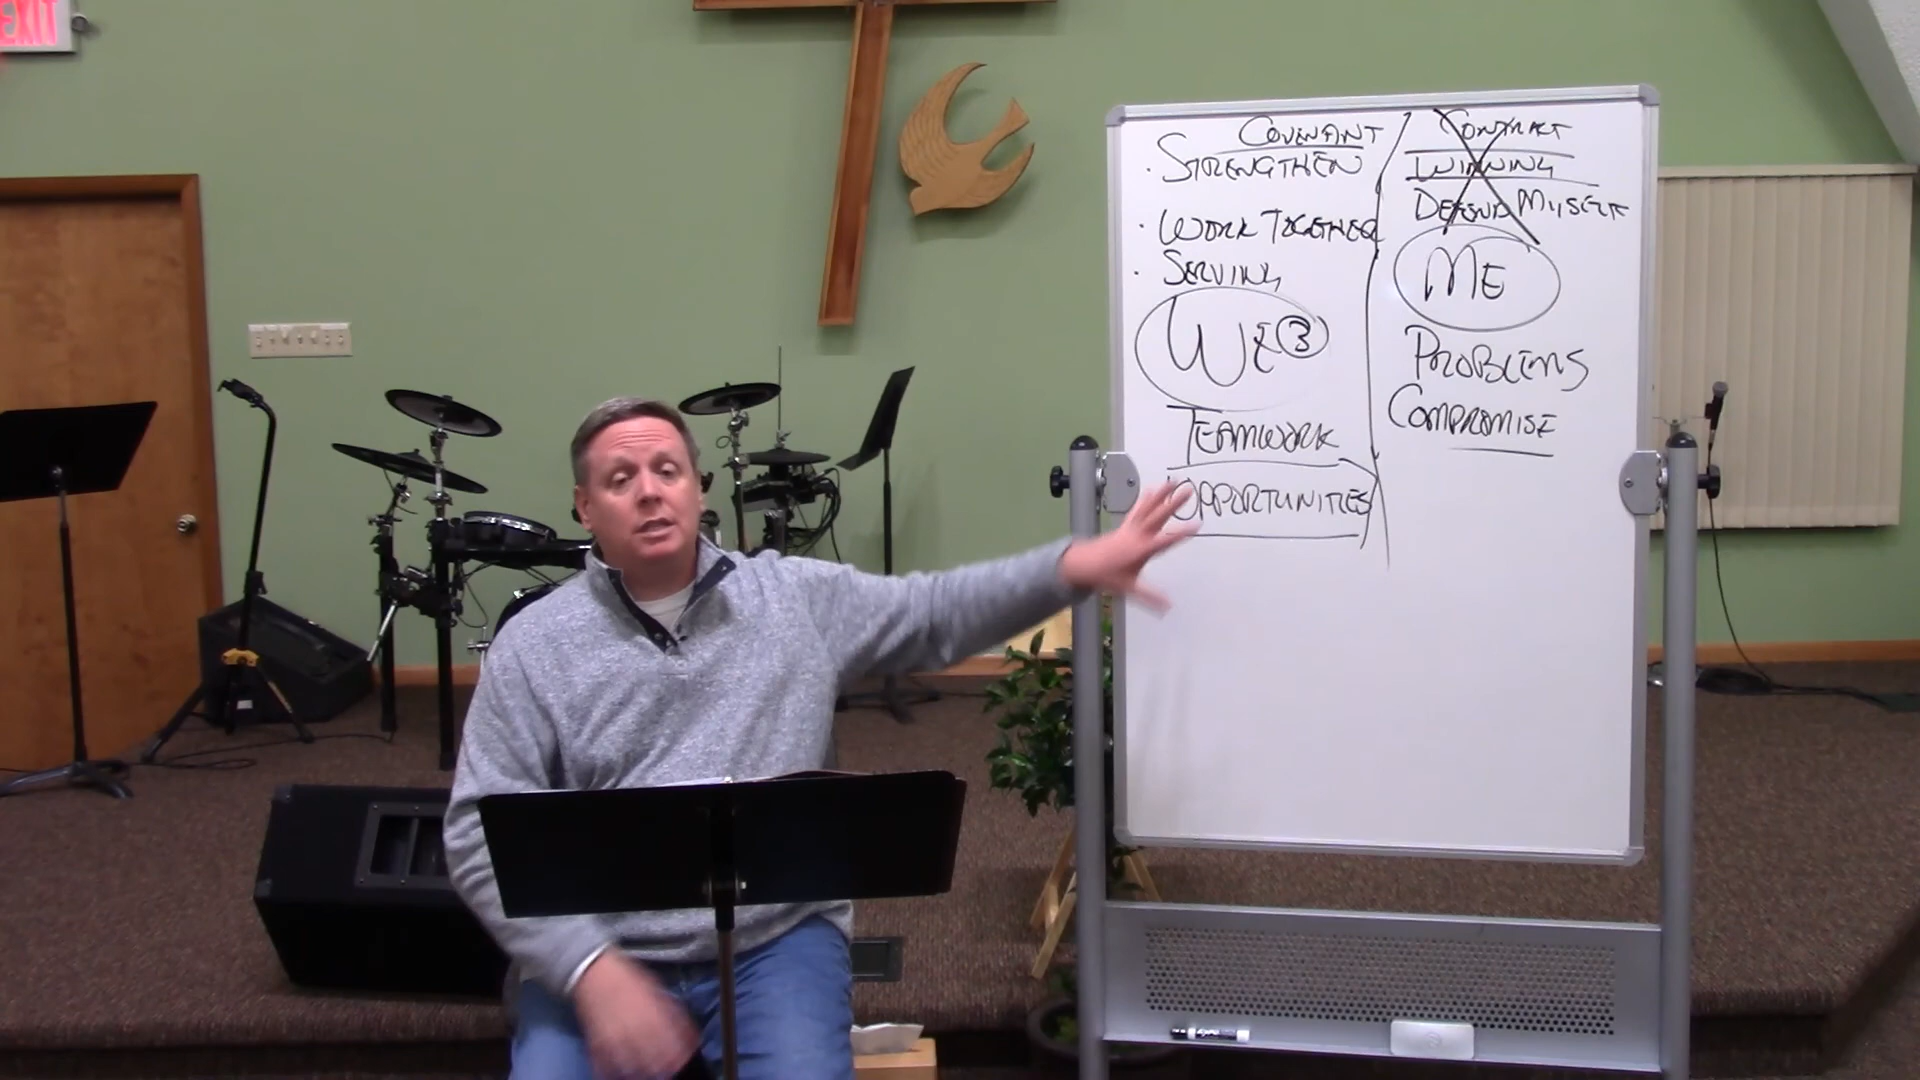 EXIT
COVENANT
· STRENGTHEN
· WORK TOGETHER
· SERVING
WE 3
TEAMWORK
OPPORTUNITIES
CONTRACT
WINNING
DEFEND MYSELF
ME
PROBLEMS
COMPROMISE